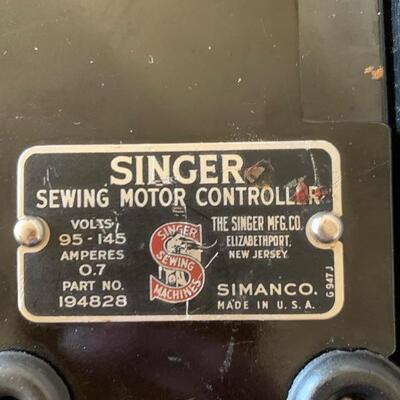 SINGER
SEWING MOTOR CONTROLLER
VOLTS
95-145
AMPERES
0.7
PART NO.
194828
SINGER
SEWING
MACHINES
THE SINGER MFG. CO.
ELIZABETHPORT,
NEW JERSEY
SIMANCO.
MADE IN U.S.A.
G 947 J